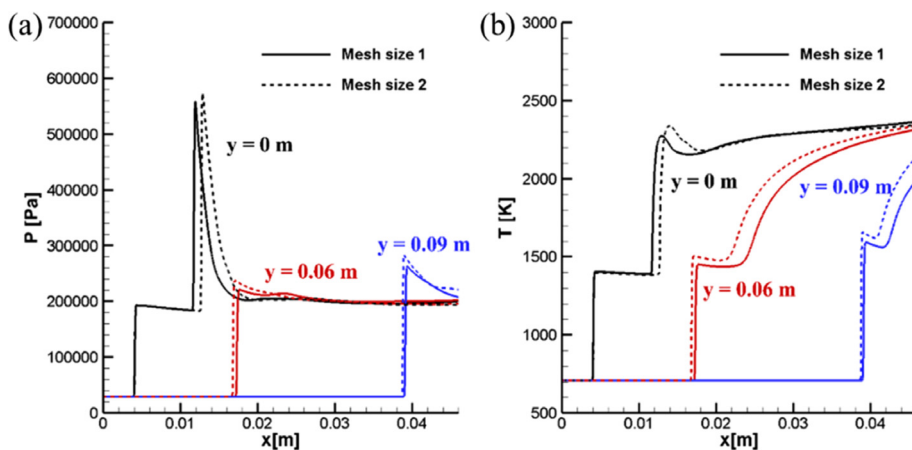 (a)
P [Pa]
700000
600000
500000
400000
300000
200000
100000
0
Mesh size 1
Mesh size 2
y = 0 m
y = 0.06 m
y = 0.09 m
0
0.01
0.02
0.03
0.04
x[m]
(b)
T [K]
3000
2500
2000
1500
1000
500
Mesh size 1
Mesh size 2
y = 0 m
y = 0.09 m
y = 0.06 m
0
0.01
0.02
0.03
0.04
x[m]